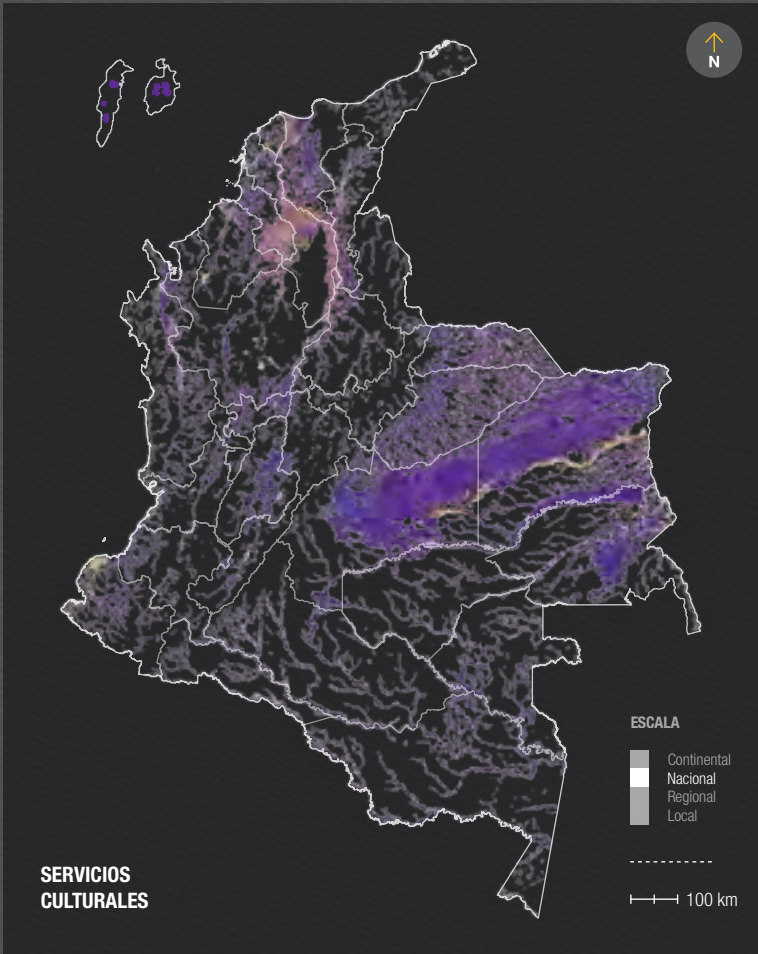 N
ESCALA
Continental
Nacional
Regional
Local
100 km
SERVICIOS
CULTURALES